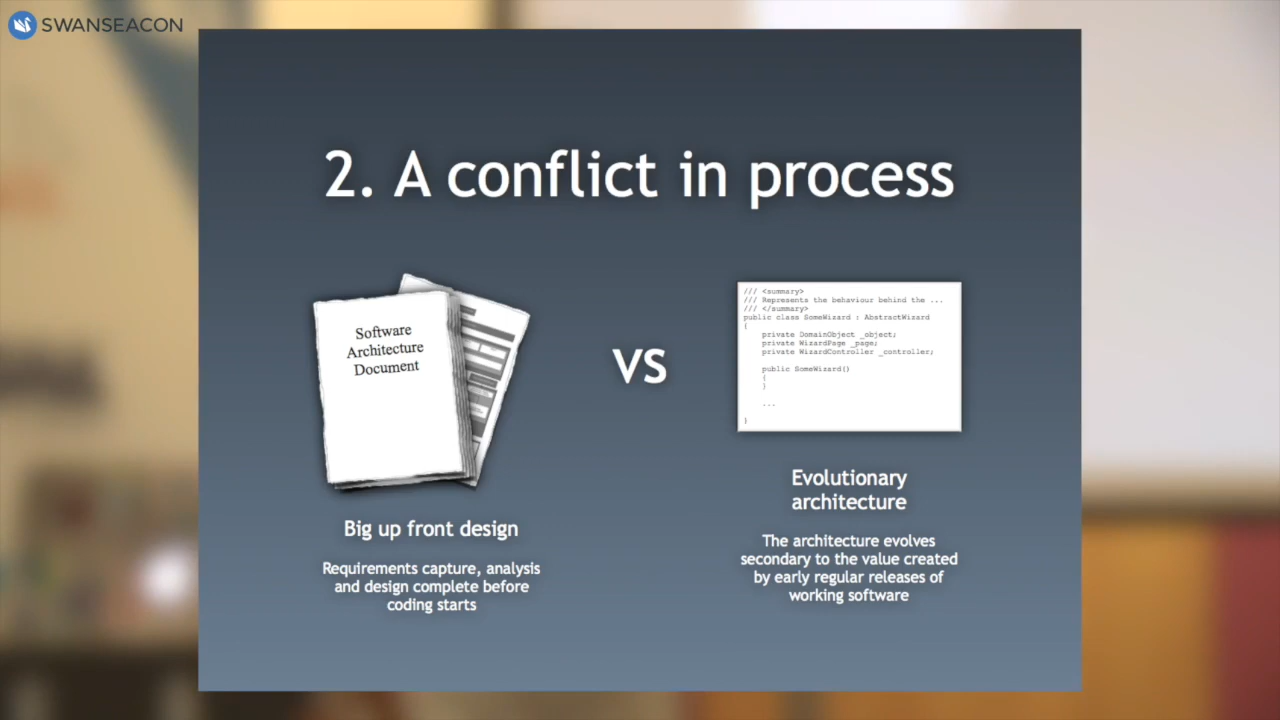 SWANSEACON
2. A conflict in process
Software
Architecture
Document
VS
/// <summary>
/// Represents the behaviour behind the ...
/// </summary>
public class SomeWizard : AbstractWizard
{
private DomainObject _object;
private WizardPage _page;
private WizardController _controller;
public SomeWizard()
{
}
...
}
Big up front design
Requirements capture, analysis
and design complete before
coding starts
Evolutionary
architecture
The architecture evolves
secondary to the value created
by early regular releases of
working software